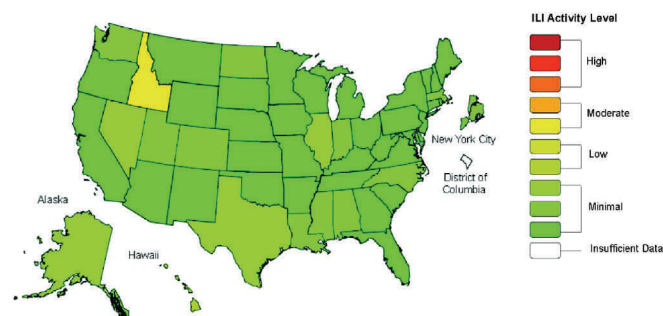 ILI Activity Level
High
Moderate
Low
Minimal
Insufficient Data
New York City
District of
Columbia
Alaska
Hawaii